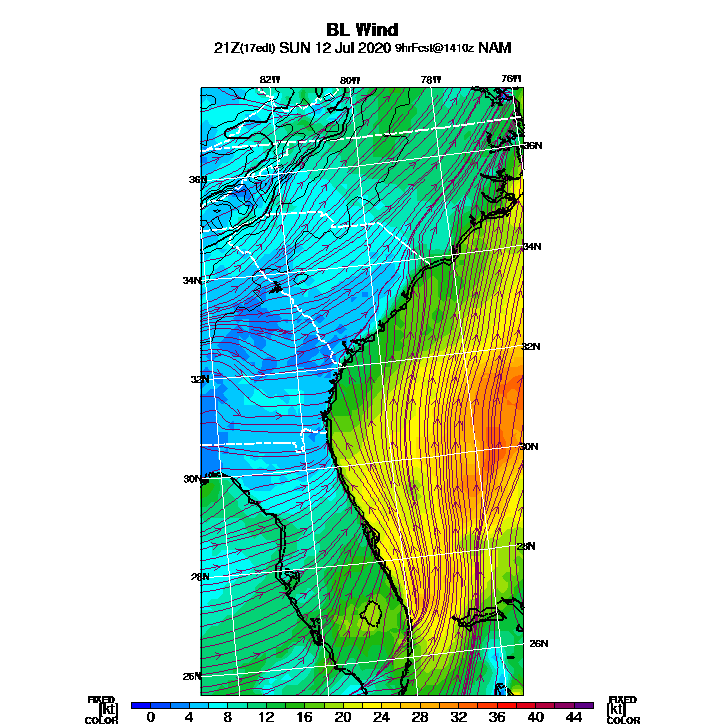 BL Wind
21Z(17edt) SUN 12 Jul 2020 9hrFcst@1410z NAM
82W 80W 78W 76W
36N
36N
34N
34N
32N
32N
30N
30N
28N
28N
26N
26N
FIXED FIXED
[kt] 0 4 8 12 16 20 24 28 32 36 40 44 [kt]
COLOR COLOR